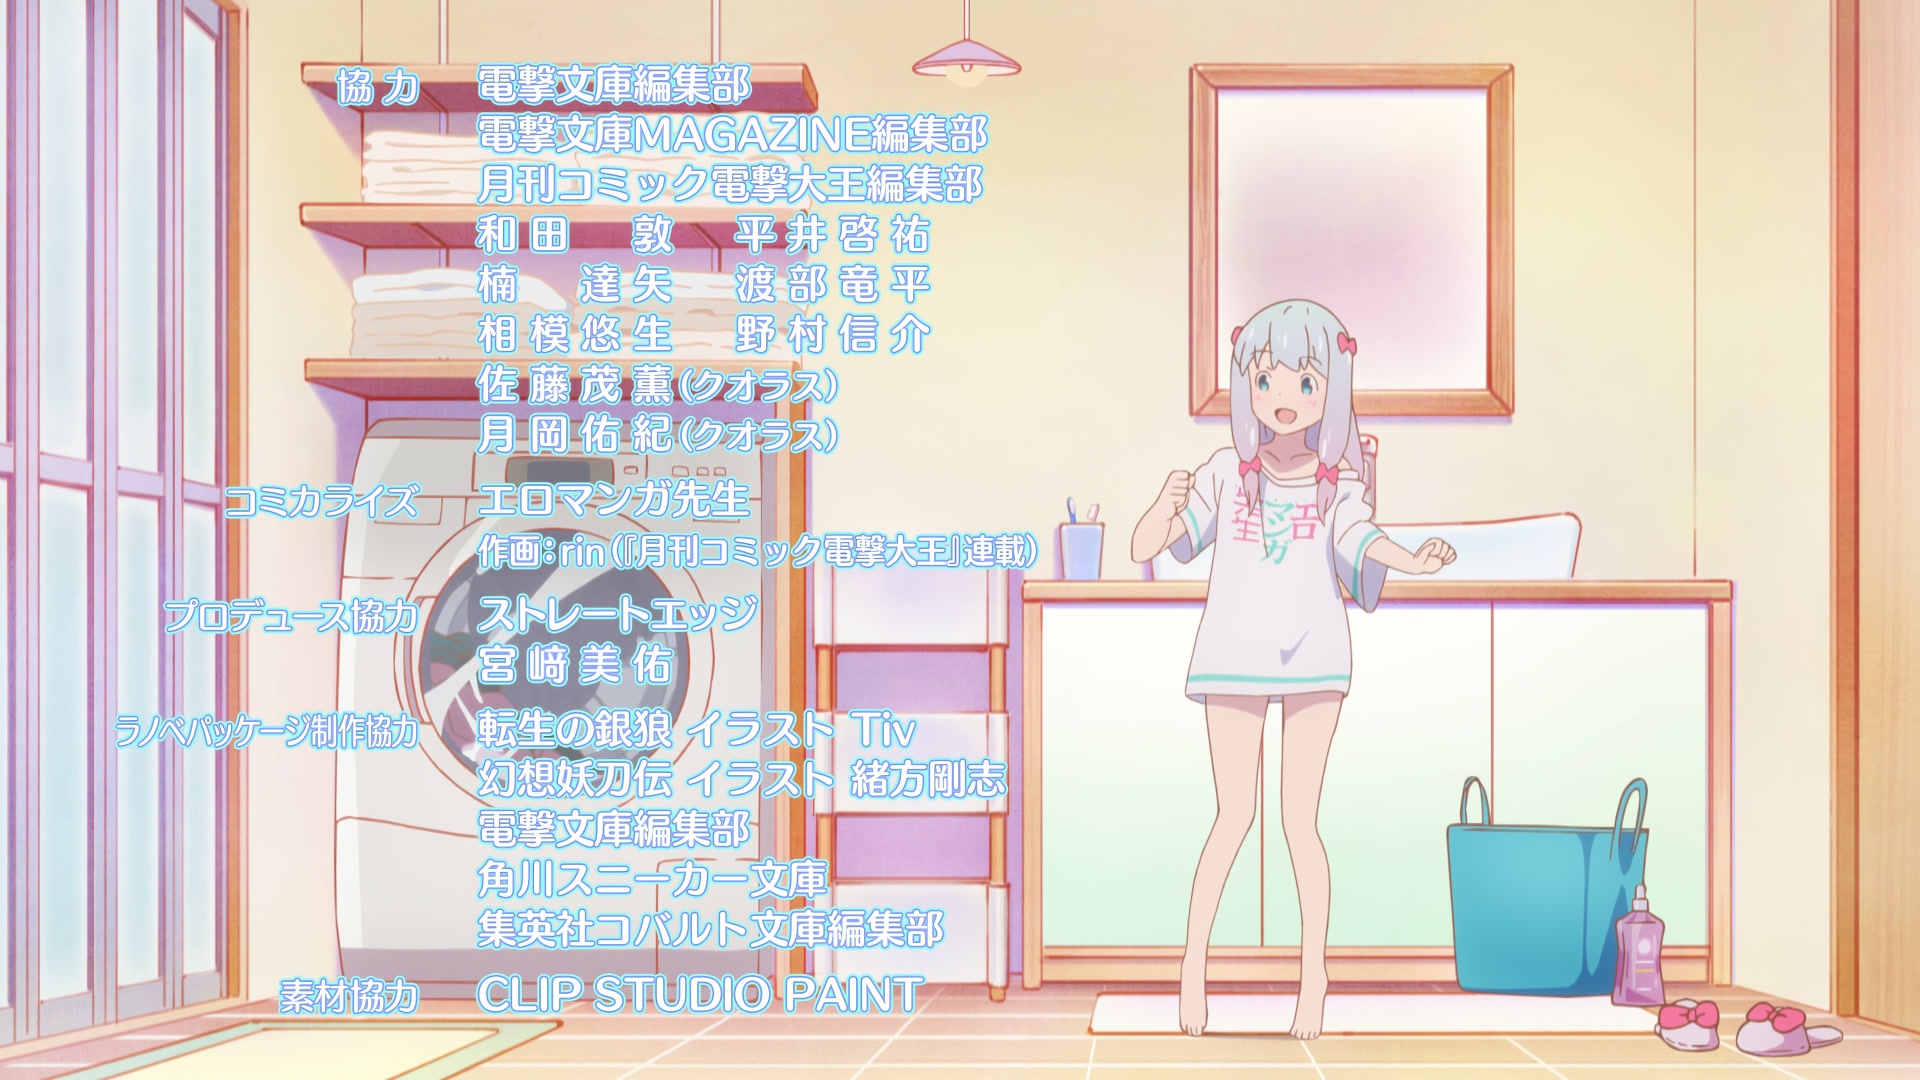 協力 電撃文庫編集部
電撃文庫MAGAZINE編集部
月刊コミック電撃大王編集部
和田 敦 平井啓祐
楠 達矢 渡部竜平
相模悠生 野村信介
佐藤茂薫(クオラス)
月岡佑紀(クオラス)
コミカライズ エロマンガ先生
作画:rin(『月刊コミック電撃大王』連載)
プロデュース協力 ストレートエッジ
宮﨑美佑
ラノベパッケージ制作協力 転生の銀狼 イラスト Tiv
幻想妖刀伝 イラスト 緒方剛志
電撃文庫編集部
角川スニーカー文庫
集英社コバルト文庫編集部
素材協力 CLIP STUDIO PAINT
エロ
マンガ
先生